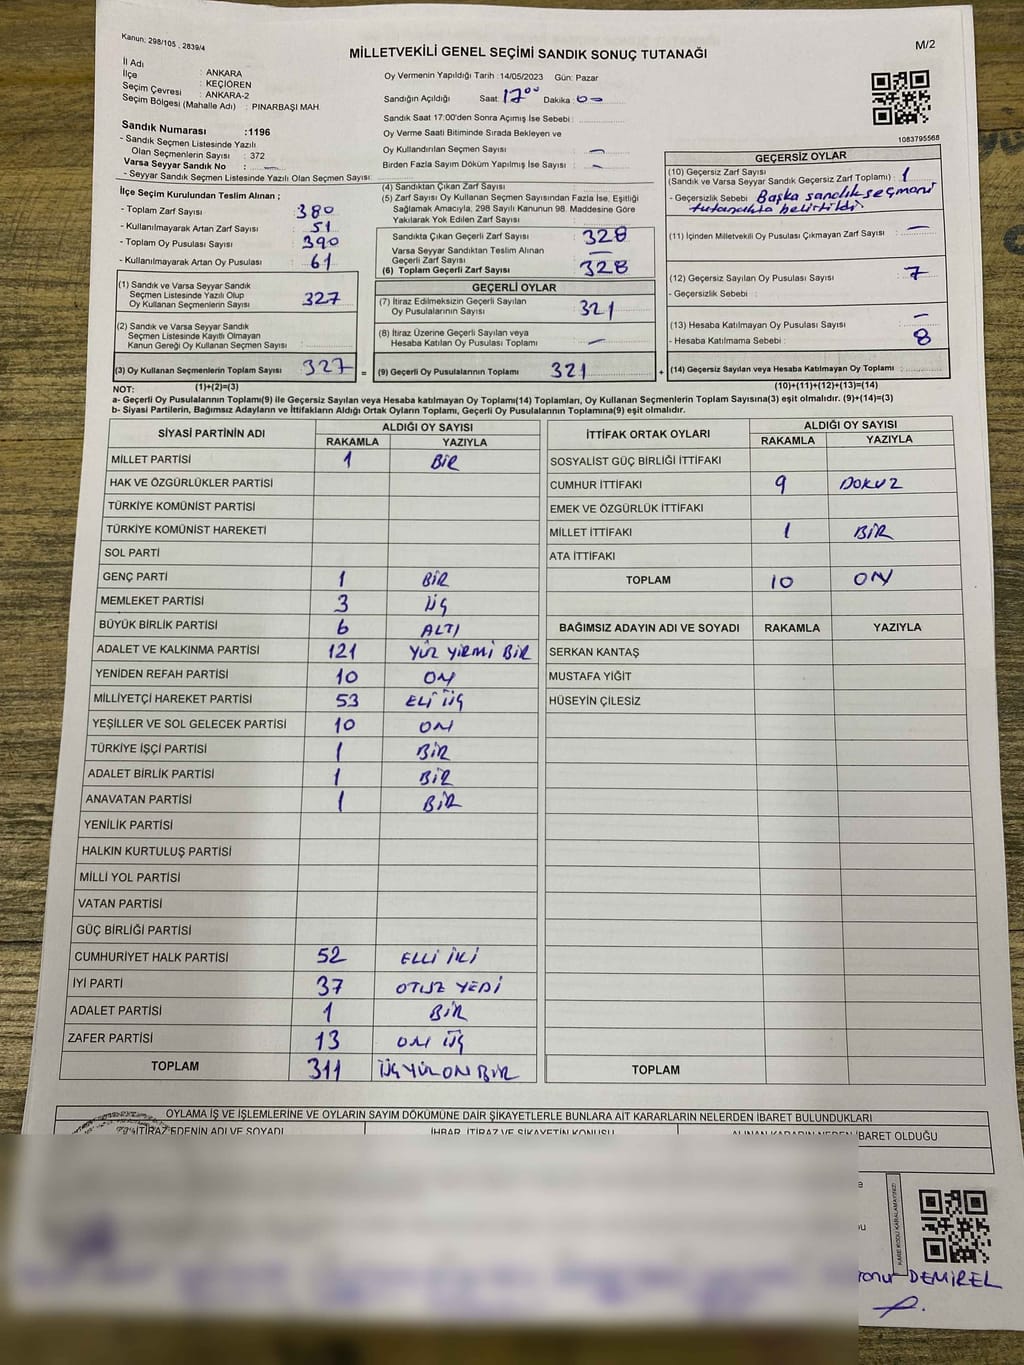 Kanun: 298/105 , 2839/4
MİLLETVEKİLİ GENEL SEÇİMİ SANDIK SONUÇ TUTANAĞI
M/2
İl Adı : ANKARA
İlçe : KEÇİÖREN
Seçim Çevresi : ANKARA-2
Seçim Bölgesi (Mahalle Adı) : PINARBAŞI MAH
Sandık Numarası :1196
- Sandık Seçmen Listesinde Yazılı
Olan Seçmenlerin Sayısı : 372
Varsa Seyyar Sandık No : —
- Seyyar Sandık Seçmen Listesinde Yazılı Olan Seçmen Sayısı:
Oy Vermenin Yapıldığı Tarih : 14/05/2023 Gün: Pazar
Sandığın Açıldığı Saat: 17⁰⁰ Dakika: 0—
Sandık Saat 17:00'den Sonra Açımış İse Sebebi :
Oy Verme Saati Bitiminde Sırada Bekleyen ve
Oy Kullandırılan Seçmen Sayısı : —
Birden Fazla Sayım Döküm Yapılmış İse Sayısı : —
1083795568
İlçe Seçim Kurulundan Teslim Alınan ;
- Toplam Zarf Sayısı : 380
- Kullanılmayarak Artan Zarf Sayısı : 51
- Toplam Oy Pusulası Sayısı : 390
- Kullanılmayarak Artan Oy Pusulası : 61
(1) Sandık ve Varsa Seyyar Sandık
Seçmen Listesinde Yazılı Olup
Oy Kullanan Seçmenlerin Sayısı : 327
(2) Sandık ve Varsa Seyyar Sandık
Seçmen Listesinde Kayıtlı Olmayan
Kanun Gereği Oy Kullanan Seçmen Sayısı :
(3) Oy Kullanan Seçmenlerin Toplam Sayısı : 327 =
(1)+(2)=(3)
(4) Sandıktan Çıkan Zarf Sayısı :
(5) Zarf Sayısı Oy Kullanan Seçmen Sayısından Fazla İse, Eşitliği
Sağlamak Amacıyla, 298 Sayılı Kanunun 98. Maddesine Göre
Yakılarak Yok Edilen Zarf Sayısı :
Sandıkta Çıkan Geçerli Zarf Sayısı : 328
Varsa Seyyar Sandıktan Teslim Alınan
Geçerli Zarf Sayısı : —
(6) Toplam Geçerli Zarf Sayısı : 328
GEÇERLİ OYLAR
(7) İtiraz Edilmeksizin Geçerli Sayılan
Oy Pusulalarının Sayısı : 321
(8) İtiraz Üzerine Geçerli Sayılan veya
Hesaba Katılan Oy Pusulası Toplamı : —
(9) Geçerli Oy Pusulalarının Toplamı : 321 +
GEÇERSİZ OYLAR
(10) Geçersiz Zarf Sayısı
(Sandık ve Varsa Seyyar Sandık Geçersiz Zarf Toplamı) : 1
- Geçersizlik Sebebi : Başka sandık seçmeni
tutanakta belirtildi.
(11) İçinden Milletvekili Oy Pusulası Çıkmayan Zarf Sayısı : —
(12) Geçersiz Sayılan Oy Pusulası Sayısı : 7
- Geçersizlik Sebebi :
(13) Hesaba Katılmayan Oy Pusulası Sayısı : —
- Hesaba Katılmama Sebebi : 8
(14) Geçersiz Sayılan veya Hesaba Katılmayan Oy Toplamı :
(10)+(11)+(12)+(13)=(14)
NOT:
a- Geçerli Oy Pusulalarının Toplamı(9) ile Geçersiz Sayılan veya Hesaba katılmayan Oy Pusulası(14) Toplamları, Oy Kullanan Seçmenlerin Toplam Sayısına(3) eşit olmalıdır. (9)+(14)=(3)
b- Siyasi Partilerin, Bağımsız Adayların ve İttifakların Aldığı Ortak Oyların Toplamı, Geçerli Oy Pusulalarının Toplamına(9) eşit olmalıdır.
SİYASİ PARTİNİN ADI ALDIĞI OY SAYISI
RAKAMLA YAZIYLA
MİLLET PARTİSİ 1 BİR
HAK VE ÖZGÜRLÜKLER PARTİSİ
TÜRKİYE KOMÜNİST PARTİSİ
TÜRKİYE KOMÜNİST HAREKETİ
SOL PARTİ
GENÇ PARTİ 1 BİR
MEMLEKET PARTİSİ 3 ÜÇ
BÜYÜK BİRLİK PARTİSİ 6 ALTI
ADALET VE KALKINMA PARTİSİ 121 YÜZ YİRMİ BİR
YENİDEN REFAH PARTİSİ 10 ON
MİLLİYETÇİ HAREKET PARTİSİ 53 ELİ ÜÇ
YEŞİLLER VE SOL GELECEK PARTİSİ 10 ON
TÜRKİYE İŞÇİ PARTİSİ 1 BİR
ADALET BİRLİK PARTİSİ 1 BİR
ANAVATAN PARTİSİ 1 BİR
YENİLİK PARTİSİ
HALKIN KURTULUŞ PARTİSİ
MİLLİ YOL PARTİSİ
VATAN PARTİSİ
GÜÇ BİRLİĞİ PARTİSİ
CUMHURİYET HALK PARTİSİ 52 ELLİ İKİ
İYİ PARTİ 37 OTUZ YEDİ
ADALET PARTİSİ 1 BİR
ZAFER PARTİSİ 13 ON ÜÇ
TOPLAM 311 ÜÇ YÜZ ON BİR
İTTİFAK ORTAK OYLARI ALDIĞI OY SAYISI
RAKAMLA YAZIYLA
SOSYALİST GÜÇ BİRLİĞİ İTTİFAKI
CUMHUR İTTİFAKI 9 DOKUZ
EMEK VE ÖZGÜRLÜK İTTİFAKI
MİLLET İTTİFAKI 1 BİR
ATA İTTİFAKI
TOPLAM 10 ON
BAĞIMSIZ ADAYIN ADI VE SOYADI RAKAMLA YAZIYLA
SERKAN KANTAŞ
MUSTAFA YİĞİT
HÜSEYİN ÇİLESİZ
TOPLAM
OYLAMA İŞ VE İŞLEMLERİNE VE OYLARIN SAYIM DÖKÜMÜNE DAİR ŞİKAYETLERLE BUNLARA AİT KARARLARIN NELERDEN İBARET BULUNDUKLARI
İTİRAZ EDENİN ADI VE SOYADI İHBAR, İTİRAZ VE ŞİKAYETİN KONUSU ALINAN KARARIN NEDEN İBARET OLDUĞU
DEMİREL